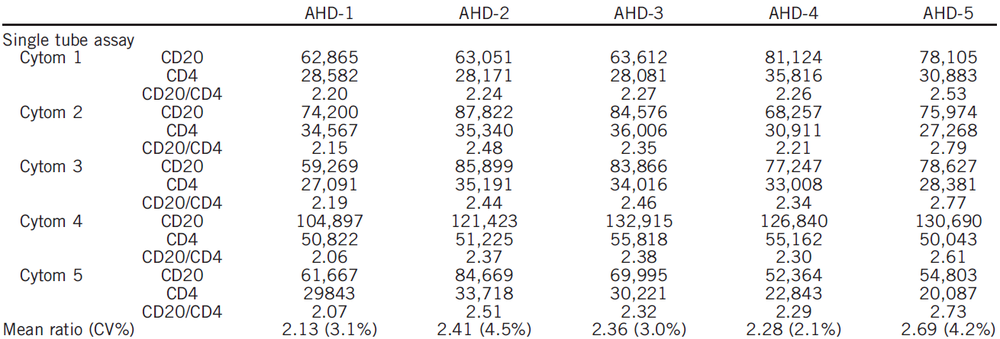 AHD-1 AHD-2 AHD-3 AHD-4 AHD-5
Single tube assay
Cytom 1 CD20 62,865 63,051 63,612 81,124 78,105
CD4 28,582 28,171 28,081 35,816 30,883
CD20/CD4 2.20 2.24 2.27 2.26 2.53
Cytom 2 CD20 74,200 87,822 84,576 68,257 75,974
CD4 34,567 35,340 36,006 30,911 27,268
CD20/CD4 2.15 2.48 2.35 2.21 2.79
Cytom 3 CD20 59,269 85,899 83,866 77,247 78,627
CD4 27,091 35,191 34,016 33,008 28,381
CD20/CD4 2.19 2.44 2.46 2.34 2.77
Cytom 4 CD20 104,897 121,423 132,915 126,840 130,690
CD4 50,822 51,225 55,818 55,162 50,043
CD20/CD4 2.06 2.37 2.38 2.30 2.61
Cytom 5 CD20 61,667 84,669 69,995 52,364 54,803
CD4 29843 33,718 30,221 22,843 20,087
CD20/CD4 2.07 2.51 2.32 2.29 2.73
Mean ratio (CV%) 2.13 (3.1%) 2.41 (4.5%) 2.36 (3.0%) 2.28 (2.1%) 2.69 (4.2%)